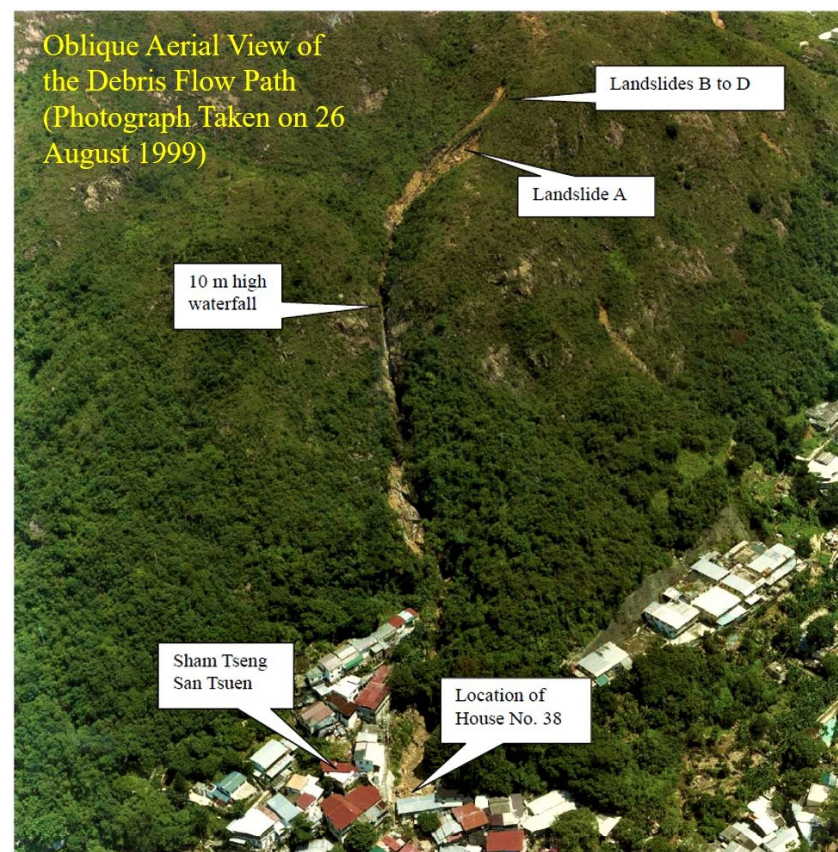 Oblique Aerial View of
the Debris Flow Path
(Photograph Taken on 26
August 1999)
Landslides B to D
Landslide A
10 m high
waterfall
Sham Tseng
San Tsuen
Location of
House No. 38